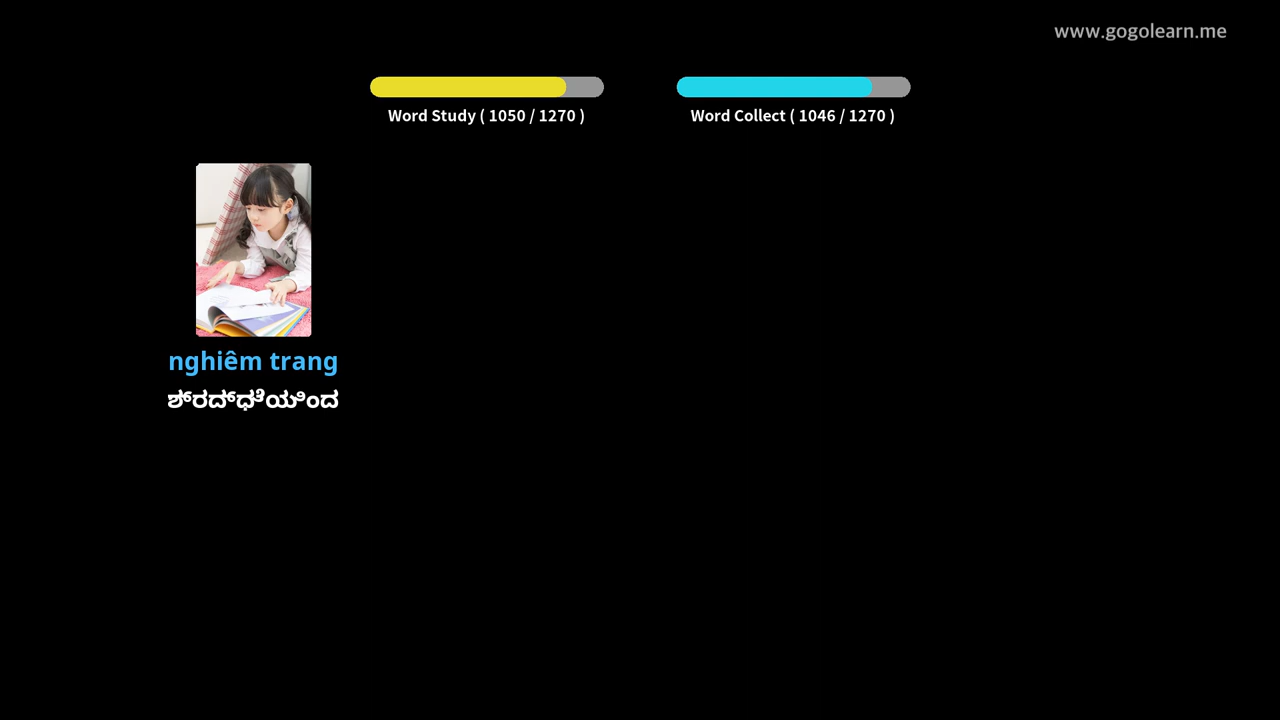 www.gogolearn.me
Word Study ( 1050 / 1270 )
Word Collect ( 1046 / 1270 )
nghiêm trang
ಶ್ರದ್ಧೆಯಿಂದ